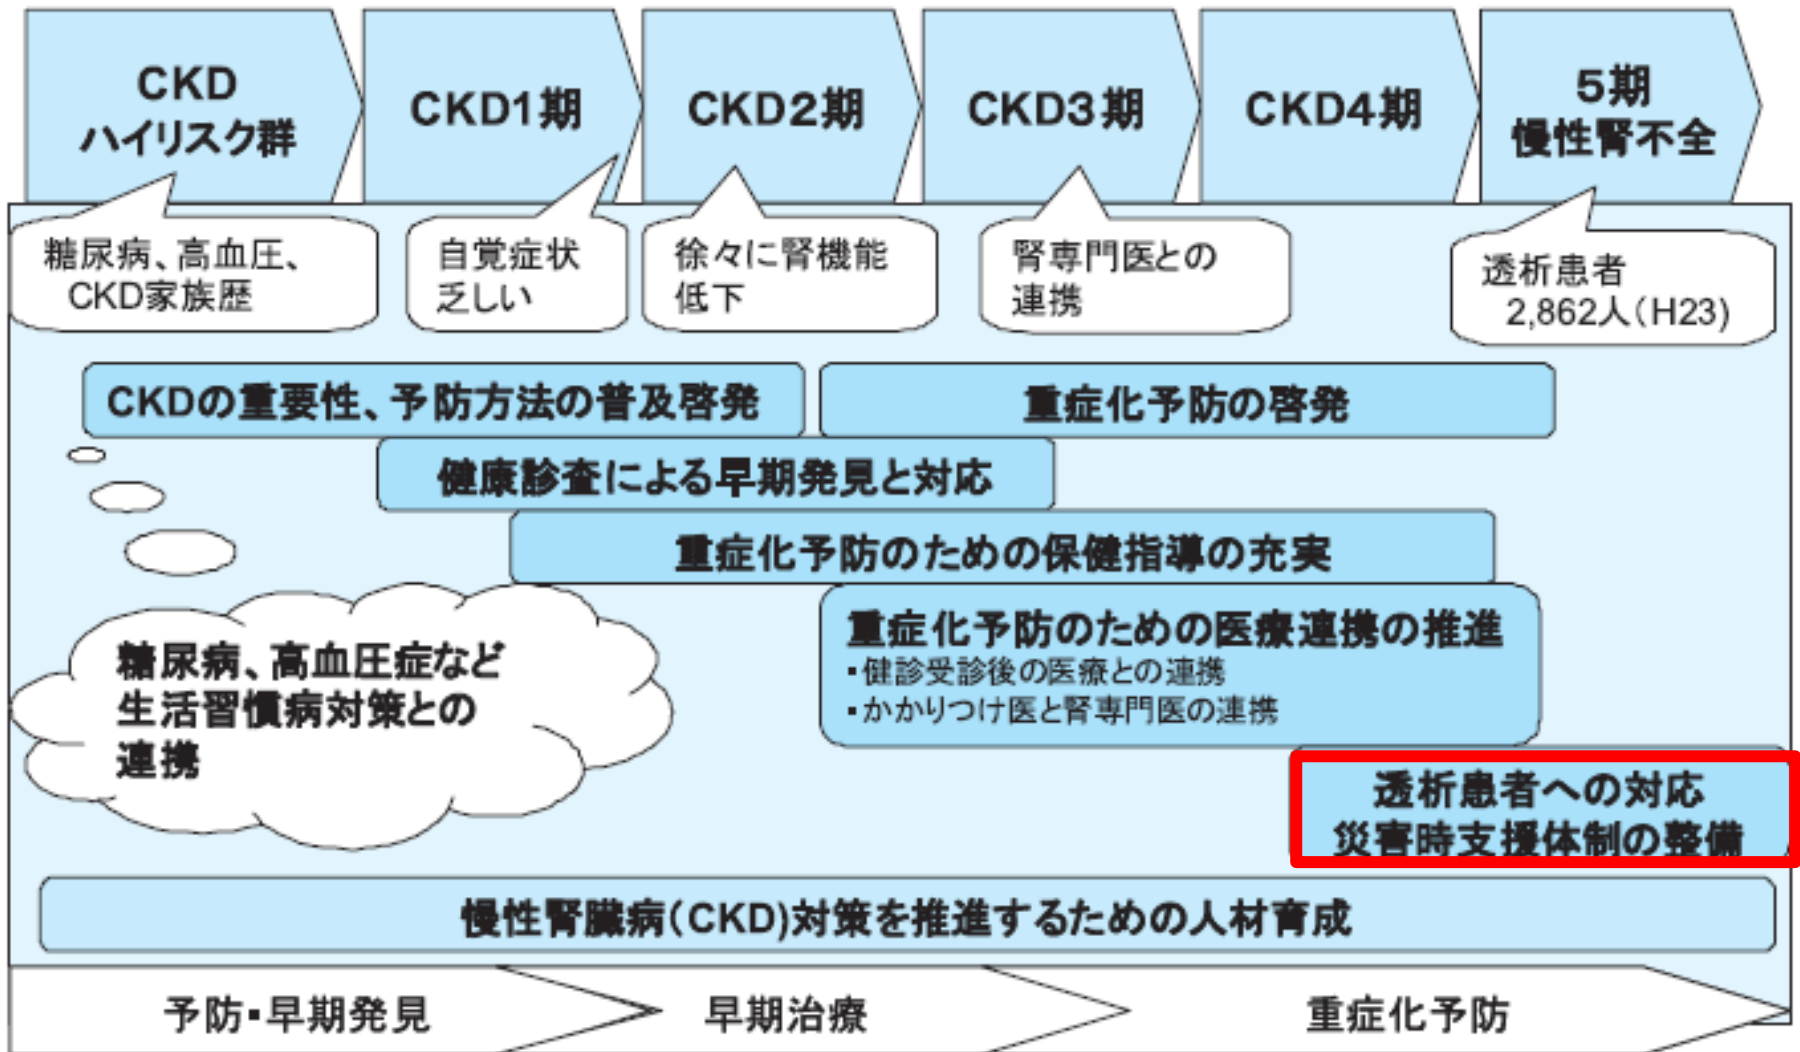 CKD
ハイリスク群
CKD1期
CKD2期
CKD3期
CKD4期
5期
慢性腎不全
糖尿病、高血圧、
CKD家族歴
自覚症状
乏しい
徐々に腎機能
低下
腎専門医との
連携
透析患者
2,862人（H23)
CKDの重要性、予防方法の普及啓発
重症化予防の啓発
健康診査による早期発見と対応
重症化予防のための保健指導の充実
重症化予防のための医療連携の推進
▪健診受診後の医療との連携
▪かかりつけ医と腎専門医の連携
糖尿病、高血圧症など
生活習慣病対策との
連携
透析患者への対応
災害時支援体制の整備
慢性腎臓病（CKD)対策を推進するための人材育成
予防▪早期発見
早期治療
重症化予防